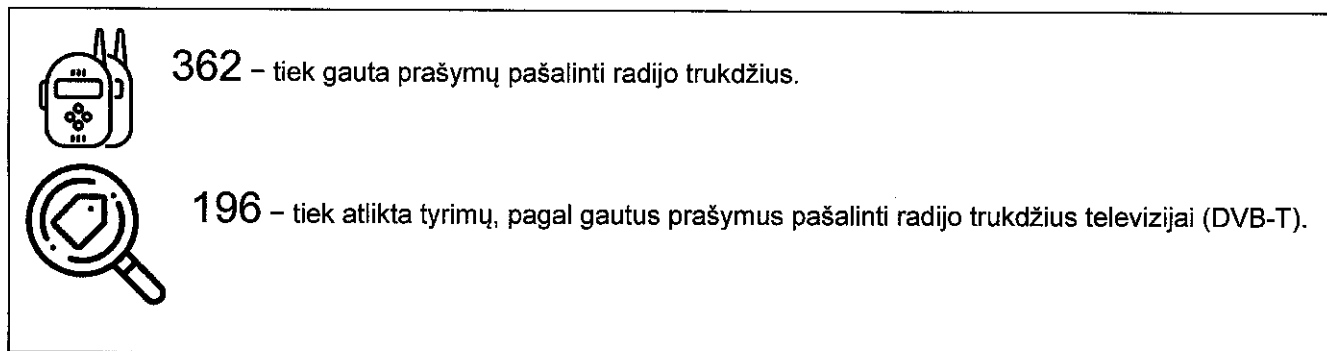 362 – tiek gauta prašymų pašalinti radijo trukdžius.
196 – tiek atlikta tyrimų, pagal gautus prašymus pašalinti radijo trukdžius televizijai (DVB-T).